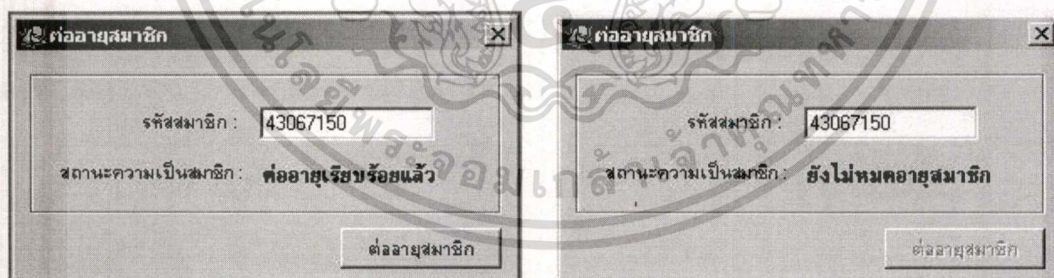 ต่ออายุสมาชิก
รหัสสมาชิก : 43067150
สถานะความเป็นสมาชิก : ต่ออายุเรียบร้อยแล้ว
ต่ออายุสมาชิก
ต่ออายุสมาชิก
รหัสสมาชิก : 43067150
สถานะความเป็นสมาชิก : ยังไม่หมดอายุสมาชิก
ต่ออายุสมาชิก